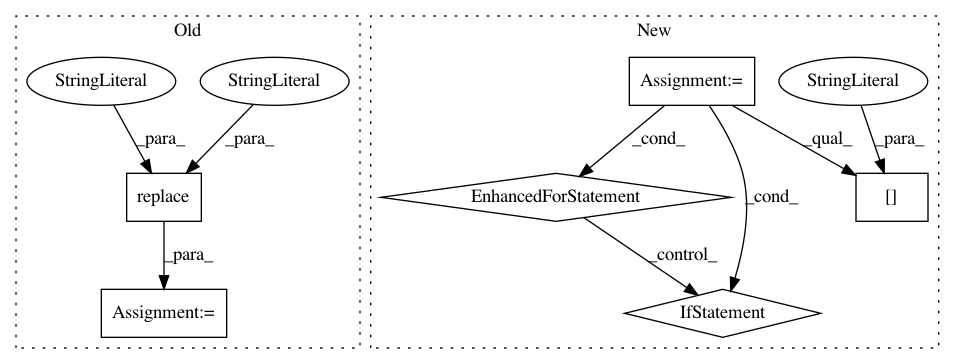 Old
New
StringLiteral
StringLiteral
Assignment:=
StringLiteral
_para_
_para_
_cond_
_qual_
_para_
replace
EnhancedForStatement
_cond_
[]
_para_
_control_
Assignment:=
IfStatement